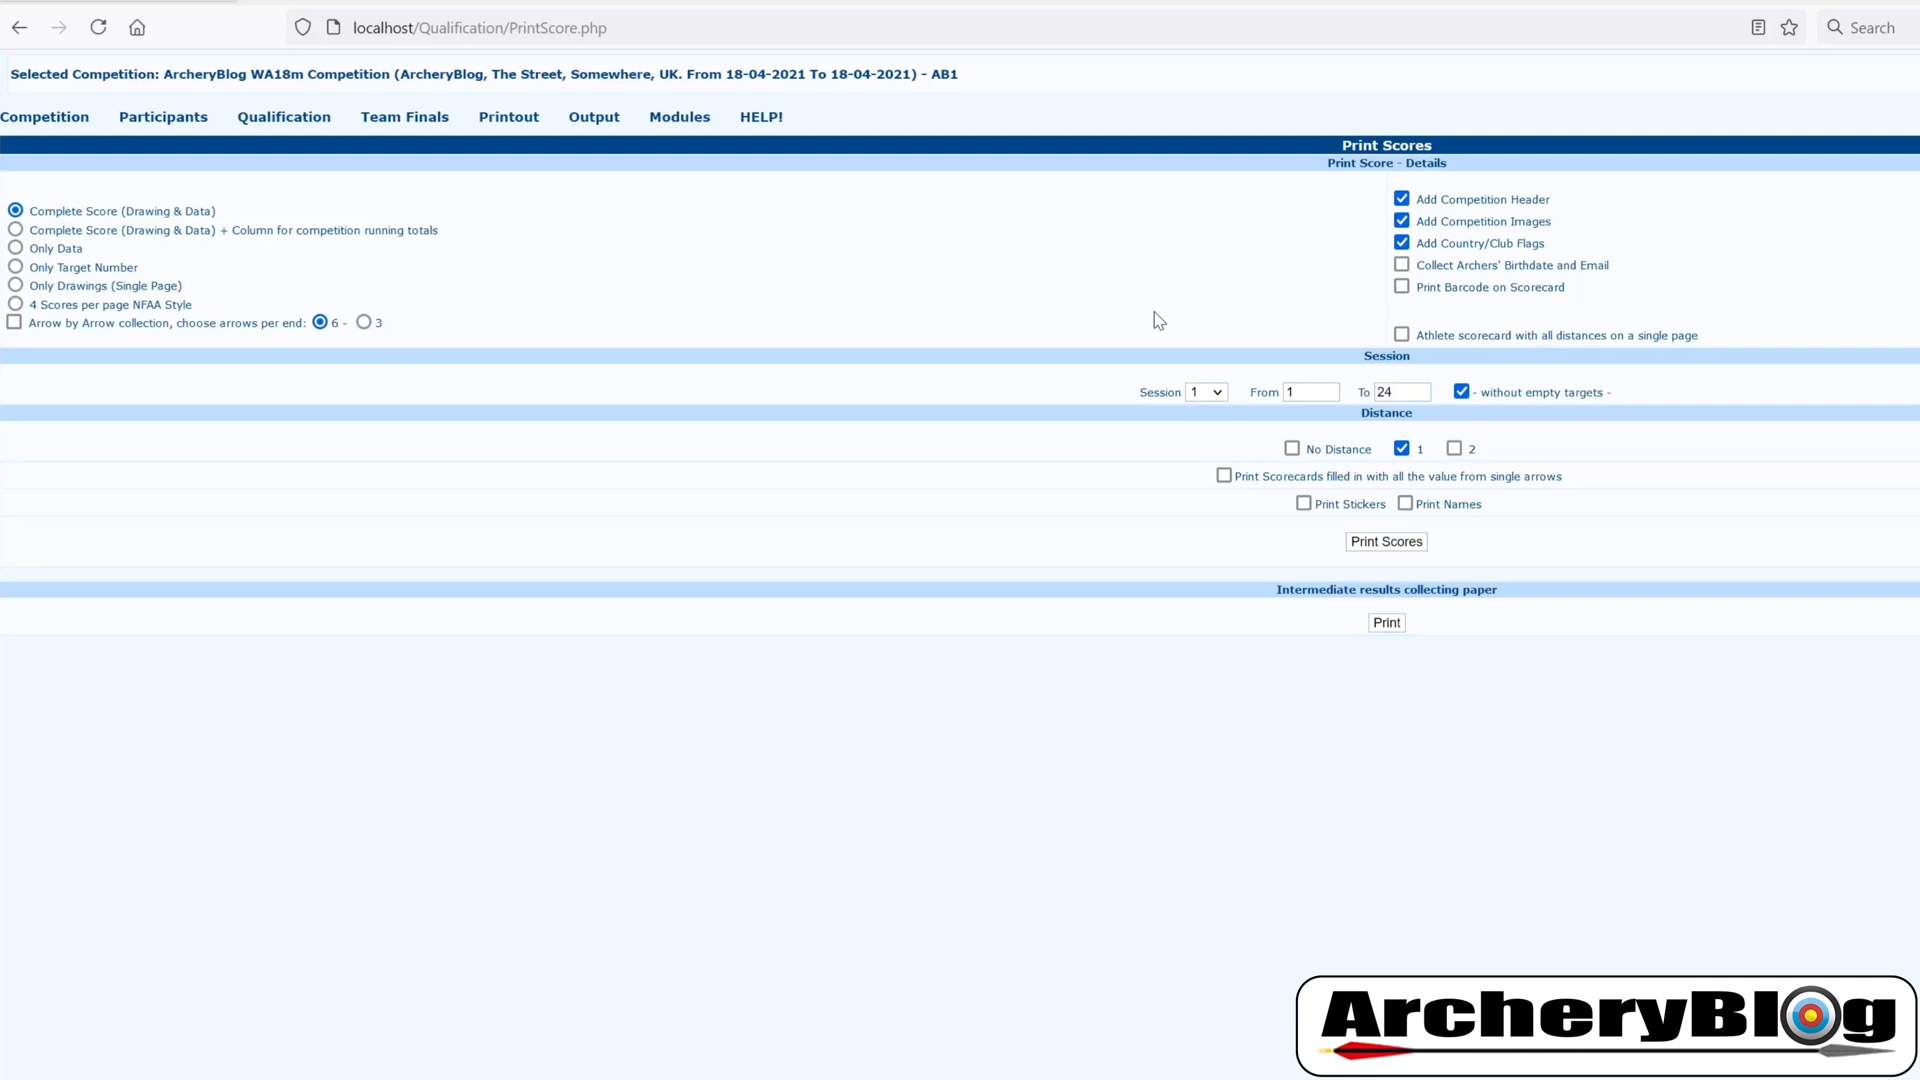 localhost/Qualification/PrintScore.php
Search
Selected Competition: ArcheryBlog WA18m Competition (ArcheryBlog, The Street, Somewhere, UK. From 18-04-2021 To 18-04-2021) - AB1
Competition Participants Qualification Team Finals Printout Output Modules HELP!
Print Scores
Print Score - Details
Complete Score (Drawing & Data)
Complete Score (Drawing & Data) + Column for competition running totals
Only Data
Only Target Number
Only Drawings (Single Page)
4 Scores per page NFAA Style
Arrow by Arrow collection, choose arrows per end: 6 - 3
Add Competition Header
Add Competition Images
Add Country/Club Flags
Collect Archers' Birthdate and Email
Print Barcode on Scorecard
Athlete scorecard with all distances on a single page
Session
Session 1 From 1 To 24 - without empty targets -
Distance
No Distance 1 2
Print Scorecards filled in with all the value from single arrows
Print Stickers Print Names
Print Scores
Intermediate results collecting paper
Print
ArcheryBlog